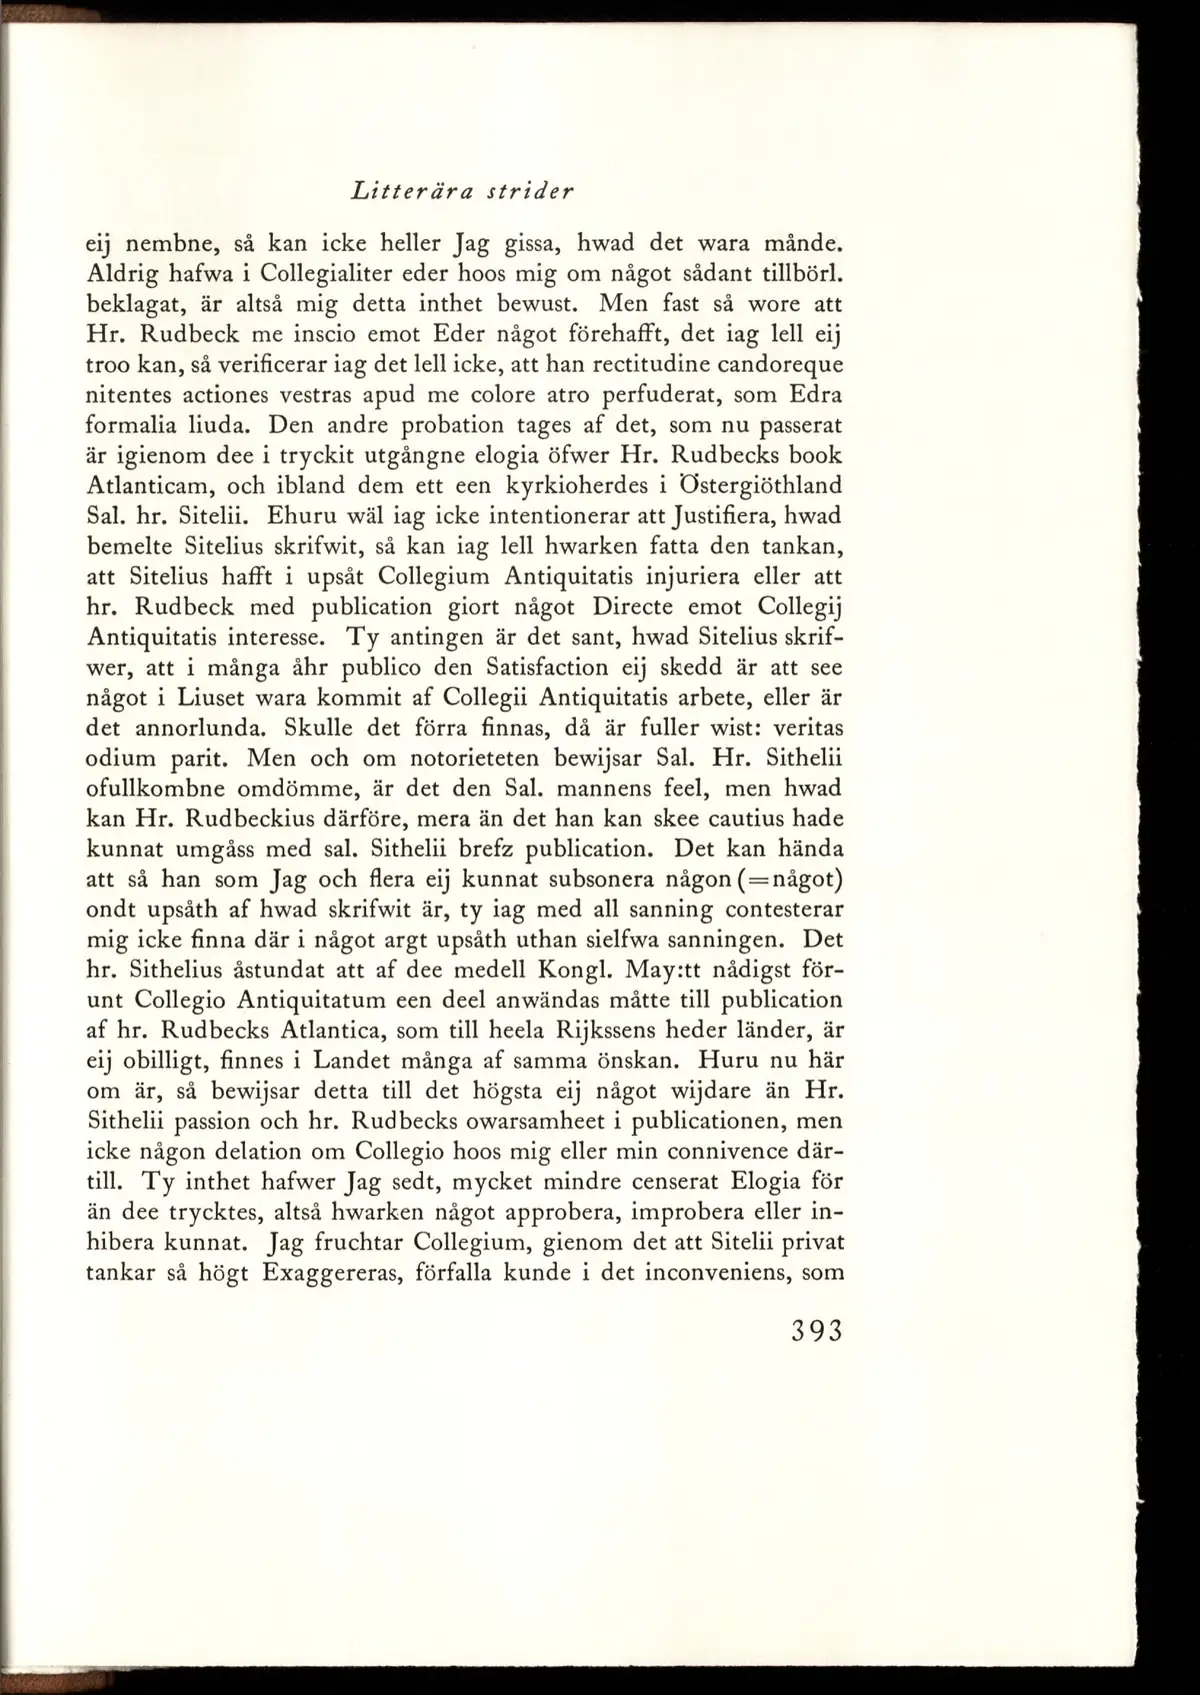 Litterära strider
eij nembne, så kan icke heller Jag gissa, hwad det wara månde.
Aldrig hafwa i Collegialiter eder hoos mig om något sådant tillbörl.
beklagat, är altså mig detta inthet bewust. Men fast så wore att
Hr. Rudbeck me inscio emot Eder något förehafft, det iag lell eij
troo kan, så verificerar iag det lell icke, att han rectitudine candoreque
nitentes actiones vestras apud me colore atro perfuderat, som Edra
formalia liuda. Den andre probation tages af det, som nu passerat
är igienom dee i tryckit utgångne elogia öfwer Hr. Rudbecks book
Atlanticam, och ibland dem ett een kyrkioherdes i Östergiöthland
Sal. hr. Sitelii. Ehuru wäl iag icke intentionerar att Justifiera, hwad
bemelte Sitelius skrifwit, så kan iag lell hwarken fatta den tankan,
att Sitelius hafft i upsåt Collegium Antiquitatis injuriera eller att
hr. Rudbeck med publication giort något Directe emot Collegij
Antiquitatis interesse. Ty antingen är det sant, hwad Sitelius skrif-
wer, att i många åhr publico den Satisfaction eij skedd är att see
något i Liuset wara kommit af Collegii Antiquitatis arbete, eller är
det annorlunda. Skulle det förra finnas, då är fuller wist: veritas
odium parit. Men och om notorieteten bewijsar Sal. Hr. Sithelii
ofullkombne omdömme, är det den Sal. mannens feel, men hwad
kan Hr. Rudbeckius därföre, mera än det han kan skee cautius hade
kunnat umgåss med sal. Sithelii brefz publication. Det kan hända
att så han som Jag och flera eij kunnat subsonera någon (=något)
ondt upsåth af hwad skrifwit är, ty iag med all sanning contesterar
mig icke finna där i något argt upsåth uthan sielfwa sanningen. Det
hr. Sithelius åstundat att af dee medell Kongl. May:tt nådigst för-
unt Collegio Antiquitatum een deel anwändas måtte till publication
af hr. Rudbecks Atlantica, som till heela Rijkssens heder länder, är
eij obilligt, finnes i Landet många af samma önskan. Huru nu här
om är, så bewijsar detta till det högsta eij något wijdare än Hr.
Sithelii passion och hr. Rudbecks owarsamheet i publicationen, men
icke någon delation om Collegio hoos mig eller min connivence där-
till. Ty inthet hafwer Jag sedt, mycket mindre censerat Elogia för
än dee trycktes, altså hwarken något approbera, improbera eller in-
hibera kunnat. Jag fruchtar Collegium, gienom det att Sitelii privat
tankar så högt Exaggereras, förfalla kunde i det inconveniens, som
393